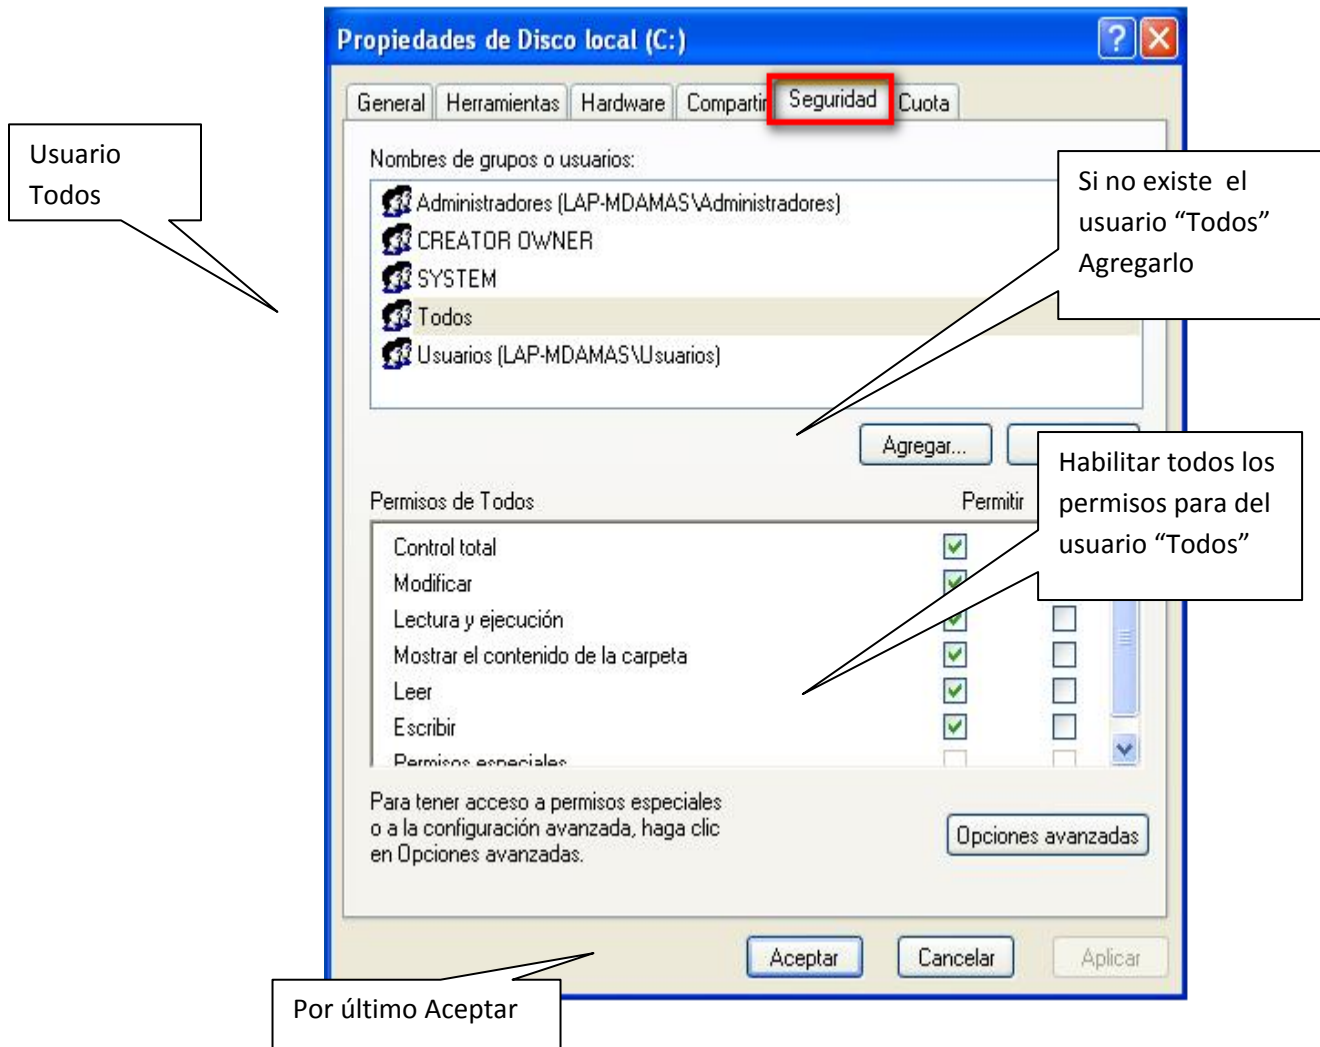 Propiedades de Disco local (C:)
General Herramientas Hardware Compartir Seguridad Cuota
Usuario
Todos
Nombres de grupos o usuarios:
Administradores (LAP-MDAMAS\Administradores)
CREATOR OWNER
SYSTEM
Todos
Usuarios (LAP-MDAMAS\Usuarios)
Si no existe el
usuario “Todos”
Agregarlo
Agregar...
Habilitar todos los
permisos para del
usuario “Todos”
Permisos de Todos Permitir
Control total
Modificar
Lectura y ejecución
Mostrar el contenido de la carpeta
Leer
Escribir
Permisos especiales
Para tener acceso a permisos especiales
o a la configuración avanzada, haga clic
en Opciones avanzadas.
Opciones avanzadas
Aceptar Cancelar Aplicar
Por último Aceptar